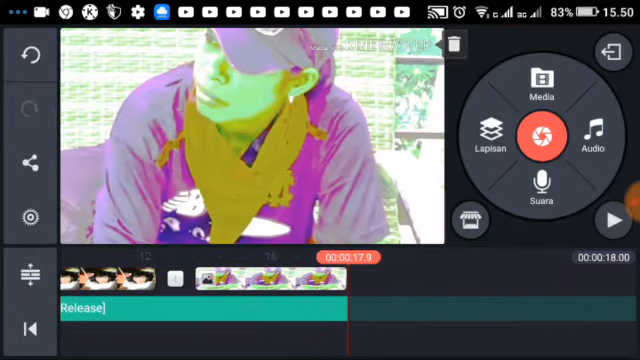 83% 15.50
Made with KINEMASTER
Media
Lapisan
Audio
Suara
12
16
00:00:17.9
00:00:18.00
Release]